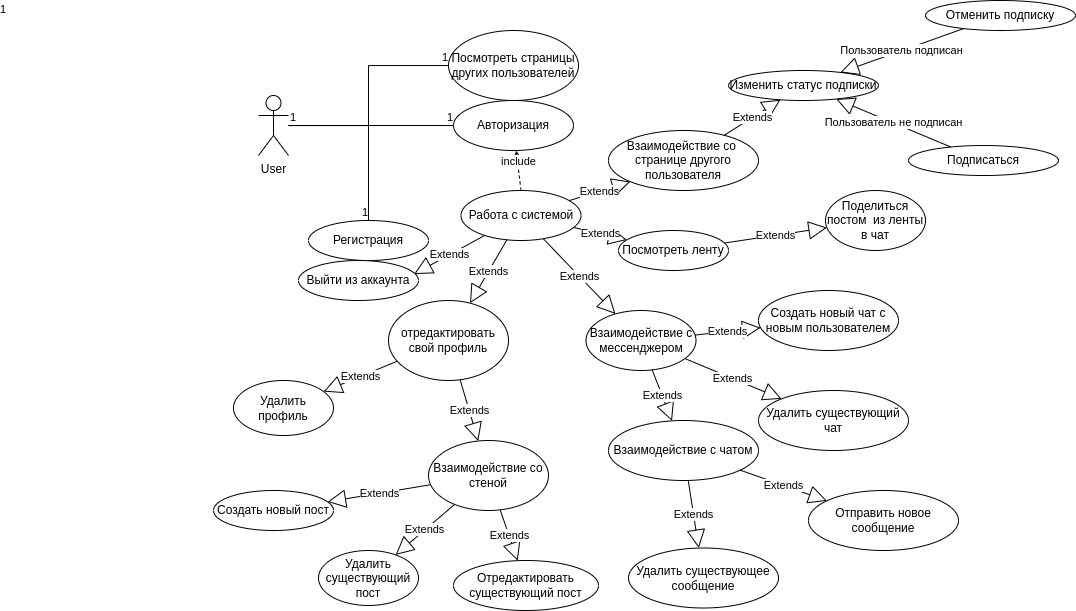 1
Отменить подписку
Пользователь подписан
1
Посмотреть страницы
других пользователей
Изменить статус подписки
1
1
Авторизация
Extends
Пользователь не подписан
User
include
Взаимодействие со
странице другого
пользователя
Подписаться
Extends
Работа с системой
Extends
Посмотреть ленту
Extends
Поделиться
постом из ленты
в чат
1
Регистрация
Extends
Выйти из аккаунта
Extends
Extends
отредактировать
свой профиль
Взаимодействие с
мессенджером
Extends
Создать новый чат с
новым пользователем
Extends
Удалить
профиль
Extends
Extends
Extends
Удалить существующий
чат
Взаимодействие со
стеной
Взаимодействие с чатом
Extends
Создать новый пост
Extends
Extends
Extends
Extends
Отправить новое
сообщение
Удалить
существующий
пост
Отредактировать
существующий пост
Удалить существующее
сообщение